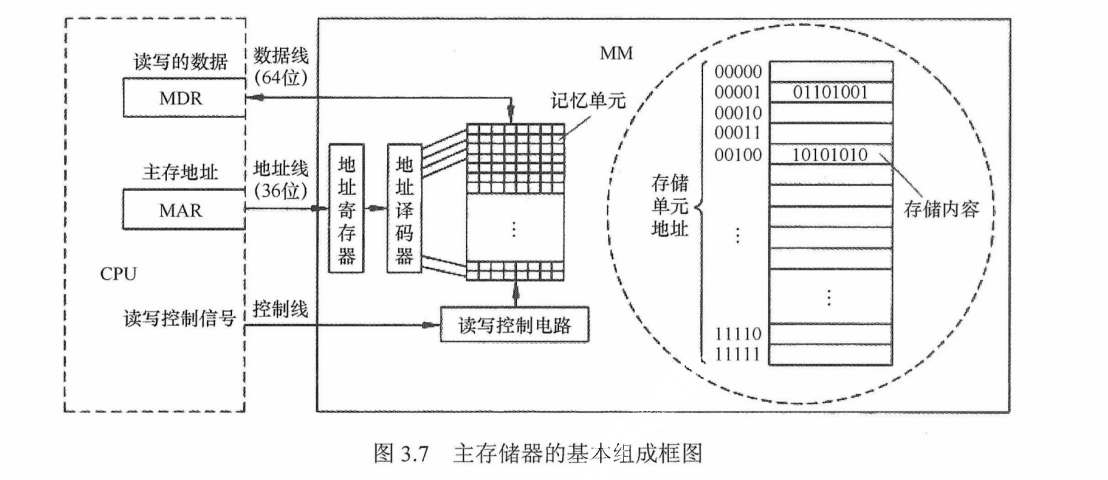 读写的数据
MDR
数据线
(64位)
主存地址
MAR
地址线
(36位)
CPU
读写控制信号
控制线
地址寄存器
地址译码器
记忆单元
⋮
读写控制电路
MM
存储
单元
地址
00000
00001 01101001
00010
00011
00100 10101010
⋮
⋮
11110
11111
存储内容
图 3.7 主存储器的基本组成框图